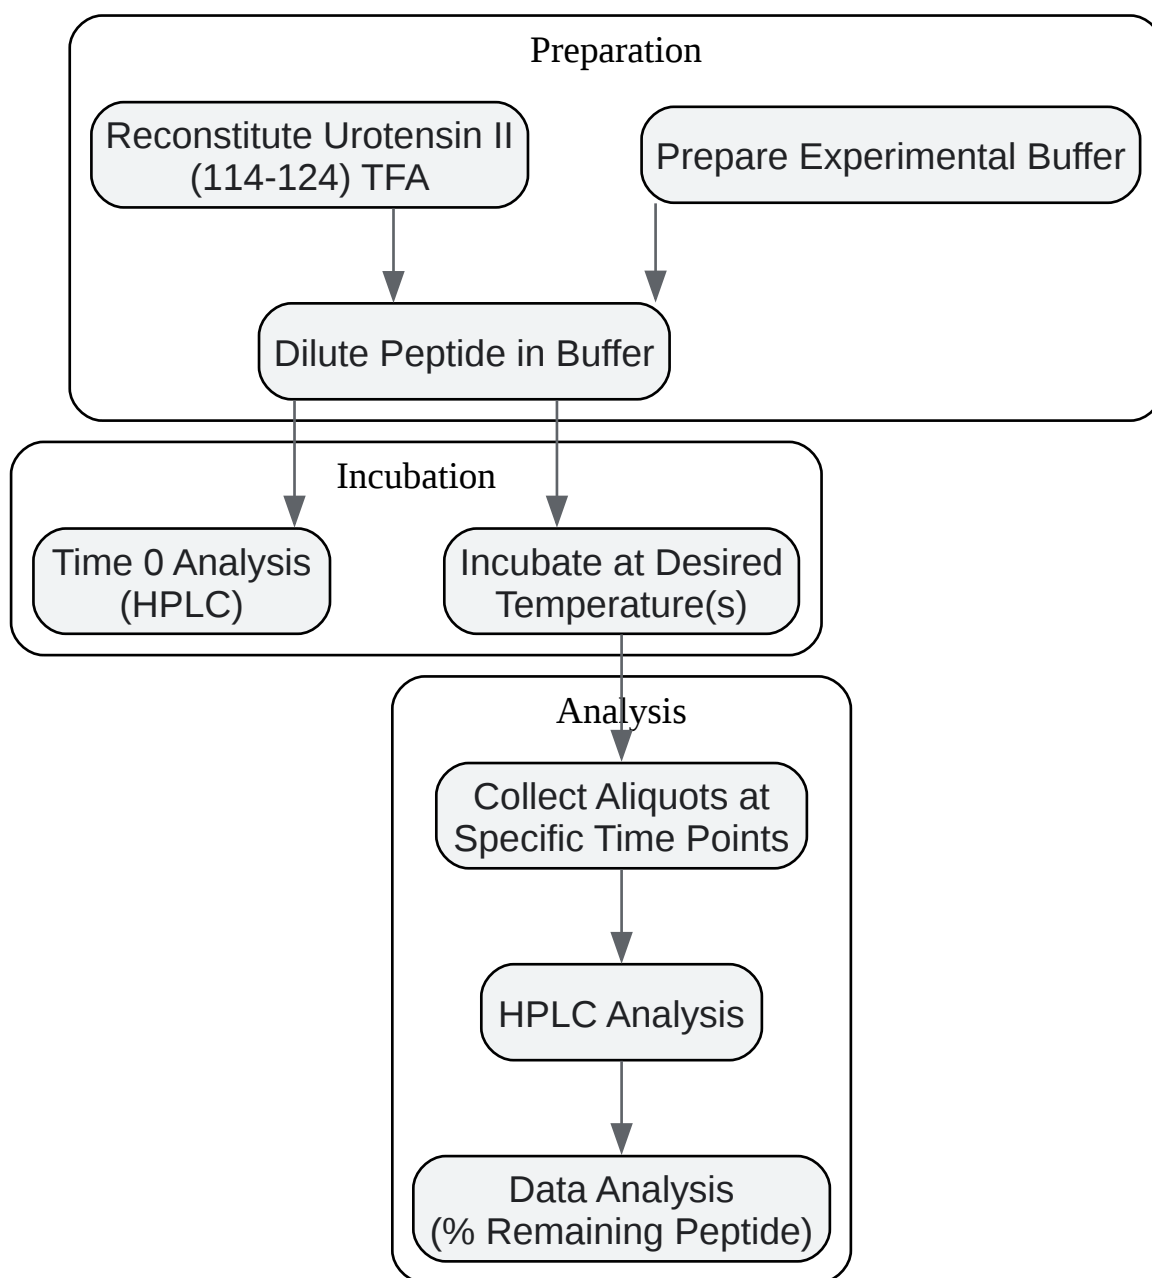 Preparation
Reconstitute Urotensin II
(114-124) TFA
Prepare Experimental Buffer
Dilute Peptide in Buffer
Incubation
Time 0 Analysis
(HPLC)
Incubate at Desired
Temperature(s)
Analysis
Collect Aliquots at
Specific Time Points
HPLC Analysis
Data Analysis
(% Remaining Peptide)